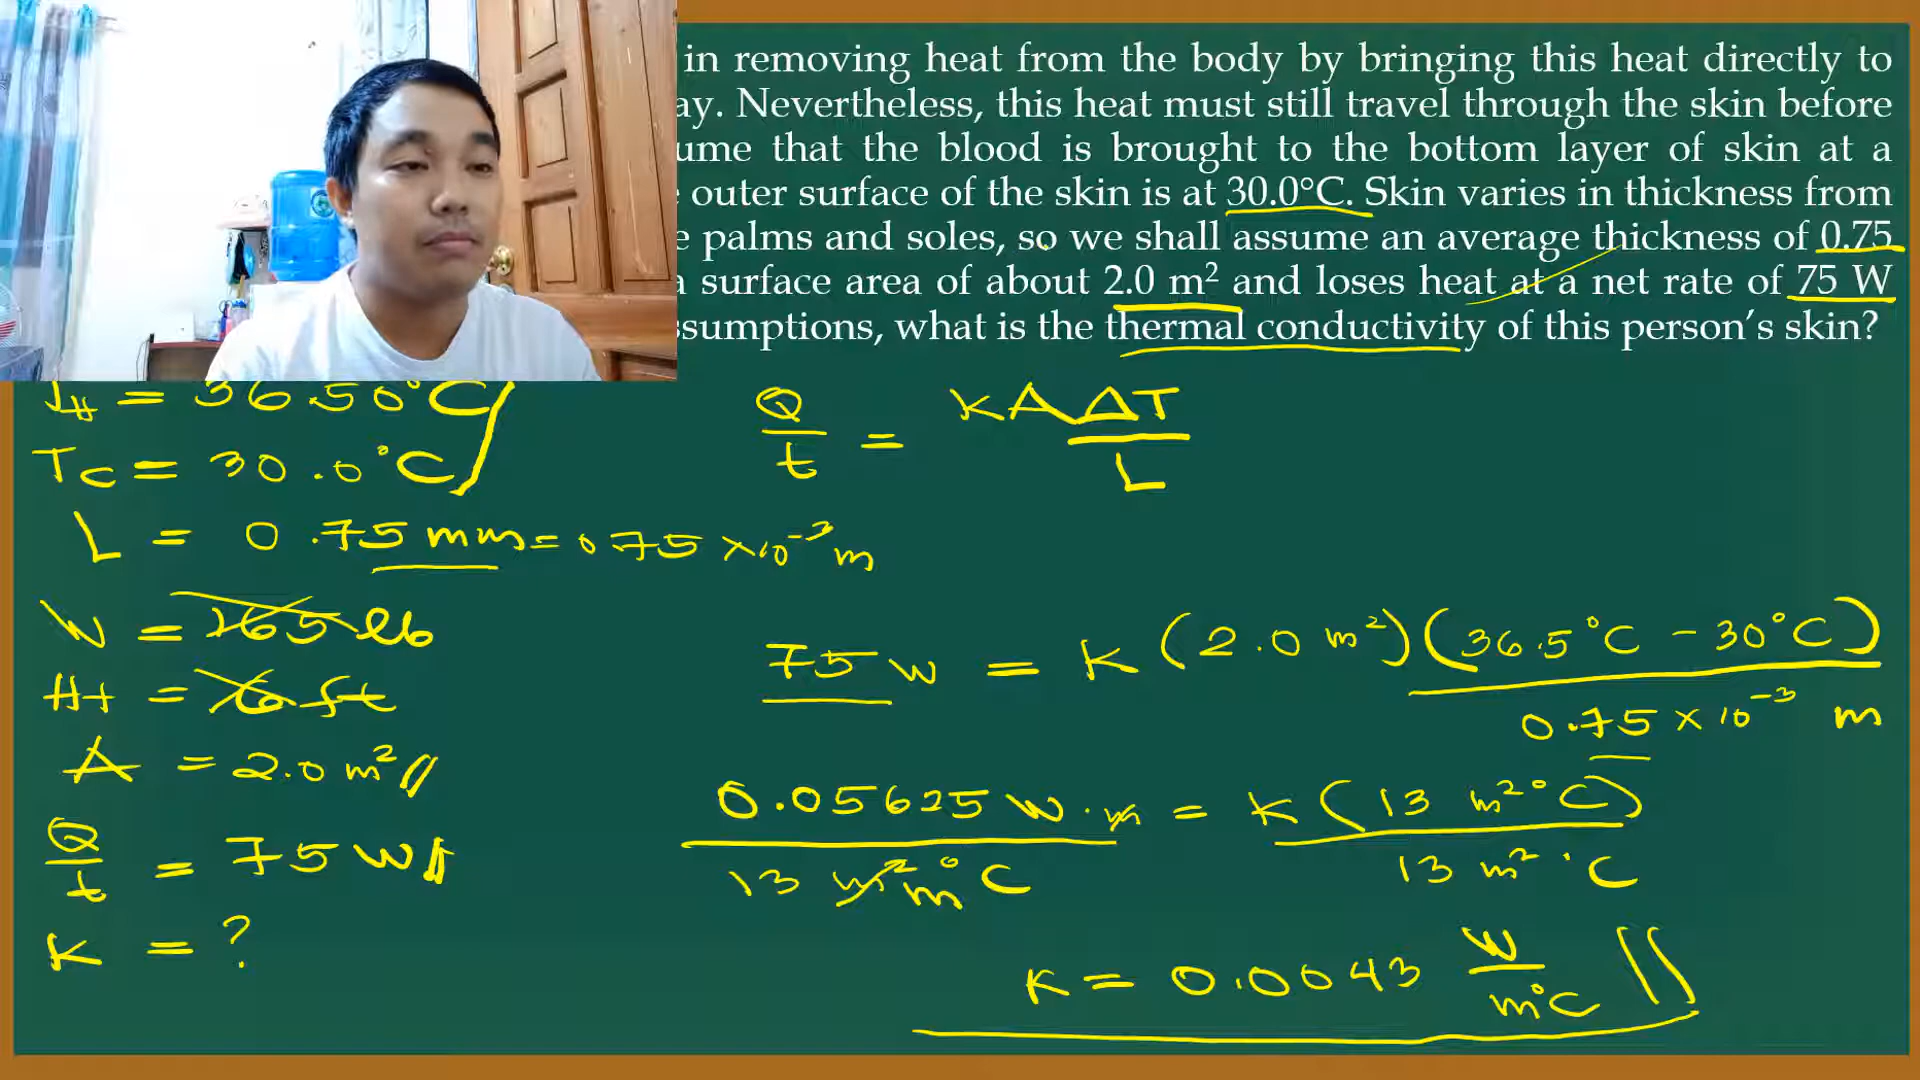 in removing heat from the body by bringing this heat directly to
ay. Nevertheless, this heat must still travel through the skin before
ume that the blood is brought to the bottom layer of skin at a
e outer surface of the skin is at 30.0°C. Skin varies in thickness from
e palms and soles, so we shall assume an average thickness of 0.75
a surface area of about 2.0 m² and loses heat at a net rate of 75 W
ssumptions, what is the thermal conductivity of this person's skin?
T_H = 36.50°C
T_C = 30.0°C
L = 0.75 mm = 0.75 × 10⁻³ m
W = 165 lb
Ht = 6 ft
A = 2.0 m²
Q/t = 75 W
K = ?
Q/t = KAΔT/L
75 W = K (2.0 m²) (36.5°C - 30°C) / 0.75 × 10⁻³ m
0.05625 W·m / 13 m² m°C = K (13 m²°C) / 13 m²·°C
K = 0.0043 W/m°C